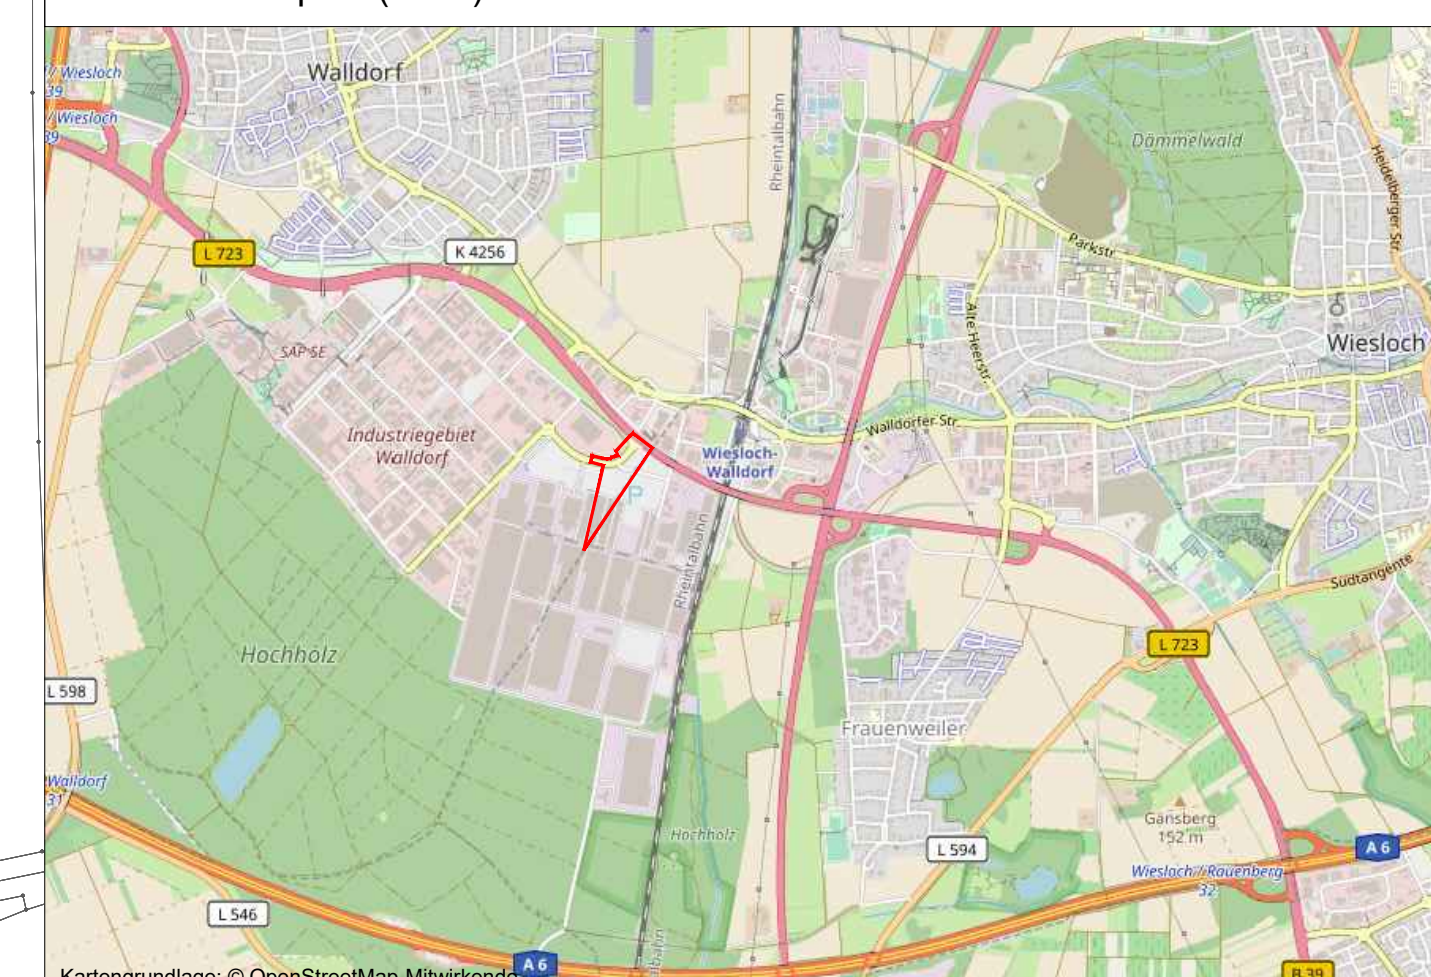 / Wiesloch
39
/ Wiesloch
39
Walldorf
Rheintalbahn
Dämmelwald
Heidelberger Str.
L 723
K 4256
Parkstr.
Alte Heerstr.
Wiesloch
SAP SE
Walldorfer Str.
Industriegebiet
Walldorf
Wiesloch-
Walldorf
P
Rheintalbahn
Südtangente
Hochholz
L 723
L 598
Frauenweiler
Walldorf
31
Hochholz
Gänsberg
152 m
L 594
A 6
Wiesloch / Rauenberg
32
L 546
albahn
A 6
B 39
Kartengrundlage: © OpenStreetMap-Mitwirkende